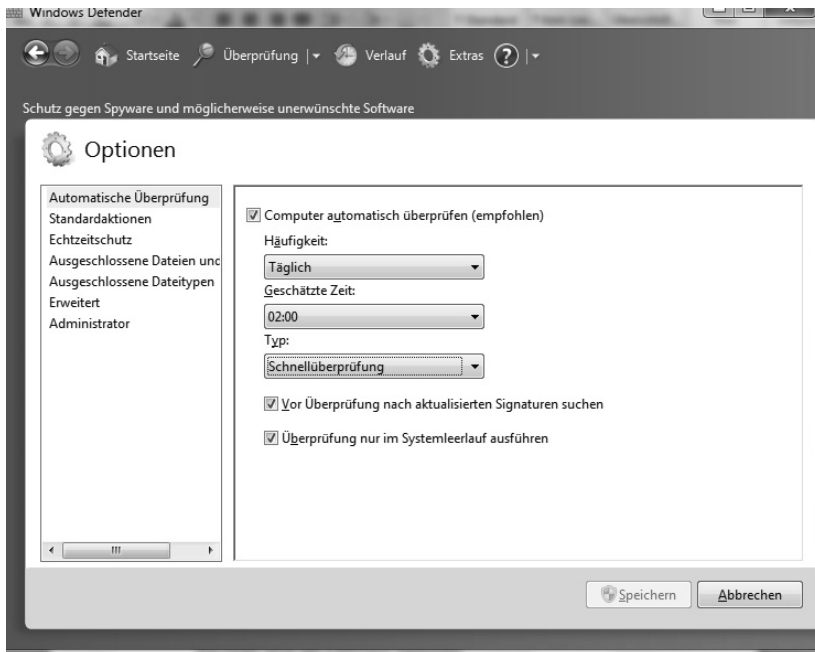 Windows Defender
Startseite Überprüfung Verlauf Extras ?
Schutz gegen Spyware und möglicherweise unerwünschte Software
Optionen
Automatische Überprüfung
Standardaktionen
Echtzeitschutz
Ausgeschlossene Dateien und
Ausgeschlossene Dateitypen
Erweitert
Administrator
Computer automatisch überprüfen (empfohlen)
Häufigkeit:
Täglich
Geschätzte Zeit:
02:00
Typ:
Schnellüberprüfung
Vor Überprüfung nach aktualisierten Signaturen suchen
Überprüfung nur im Systemleerlauf ausführen
Speichern Abbrechen